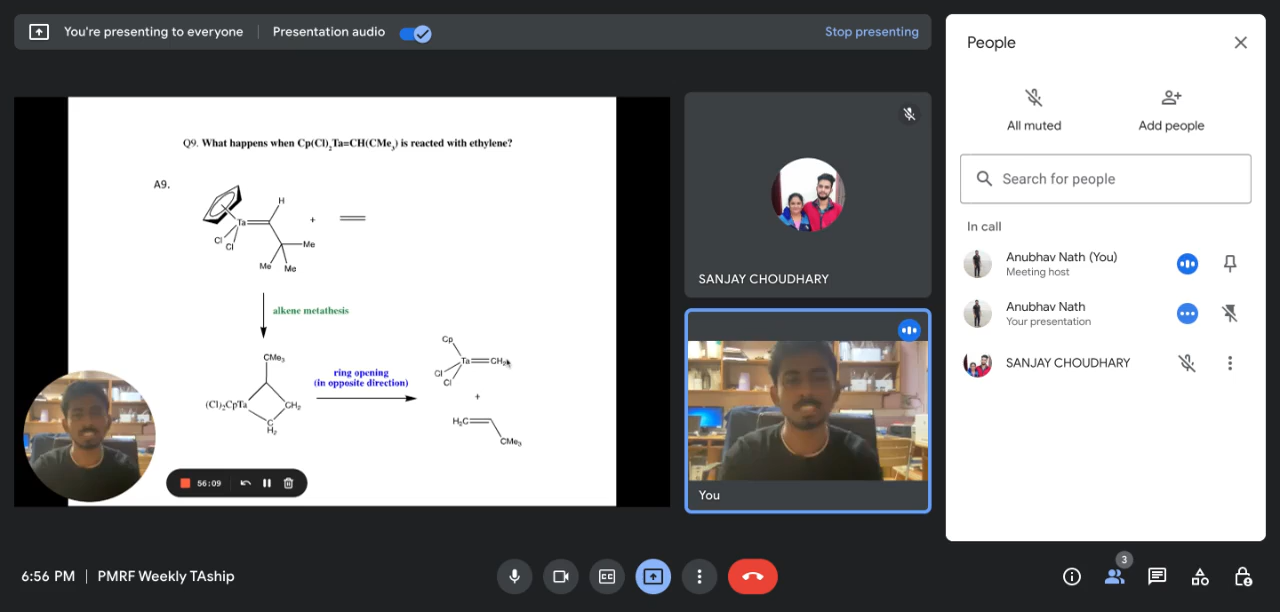 You're presenting to everyone
Presentation audio
Stop presenting
People
All muted
Add people
Search for people
In call
Anubhav Nath (You)
Meeting host
Anubhav Nath
Your presentation
SANJAY CHOUDHARY
Q9. What happens when Cp(Cl)₂Ta=CH(CMe₃) is reacted with ethylene?
A9.
H
Ta
+
Cl
Cl
Me
Me
Me
alkene metathesis
CMe₃
(Cl)₂CpTa
CH₂
C
H₂
ring opening
(in opposite direction)
Cp
Ta
CH₂
Cl
Cl
+
H₂C
CMe₃
56:09
SANJAY CHOUDHARY
You
6:56 PM | PMRF Weekly TAship
CC
3